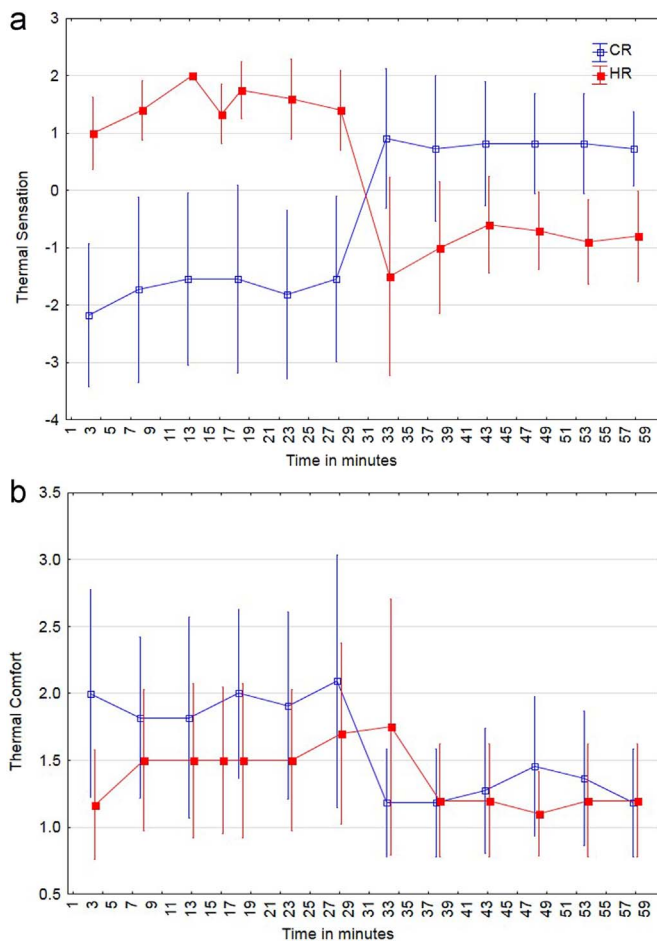 a
3
2
1
0
-1
-2
-3
-4
Thermal Sensation
CR
HR
1 3 5 7 9 11 13 15 17 19 21 23 25 27 29 31 33 35 37 39 41 43 45 47 49 51 53 55 57 59
Time in minutes
b
3.5
3.0
2.5
2.0
1.5
1.0
0.5
Thermal Comfort
1 3 5 7 9 11 13 15 17 19 21 23 25 27 29 31 33 35 37 39 41 43 45 47 49 51 53 55 57 59
Time in minutes